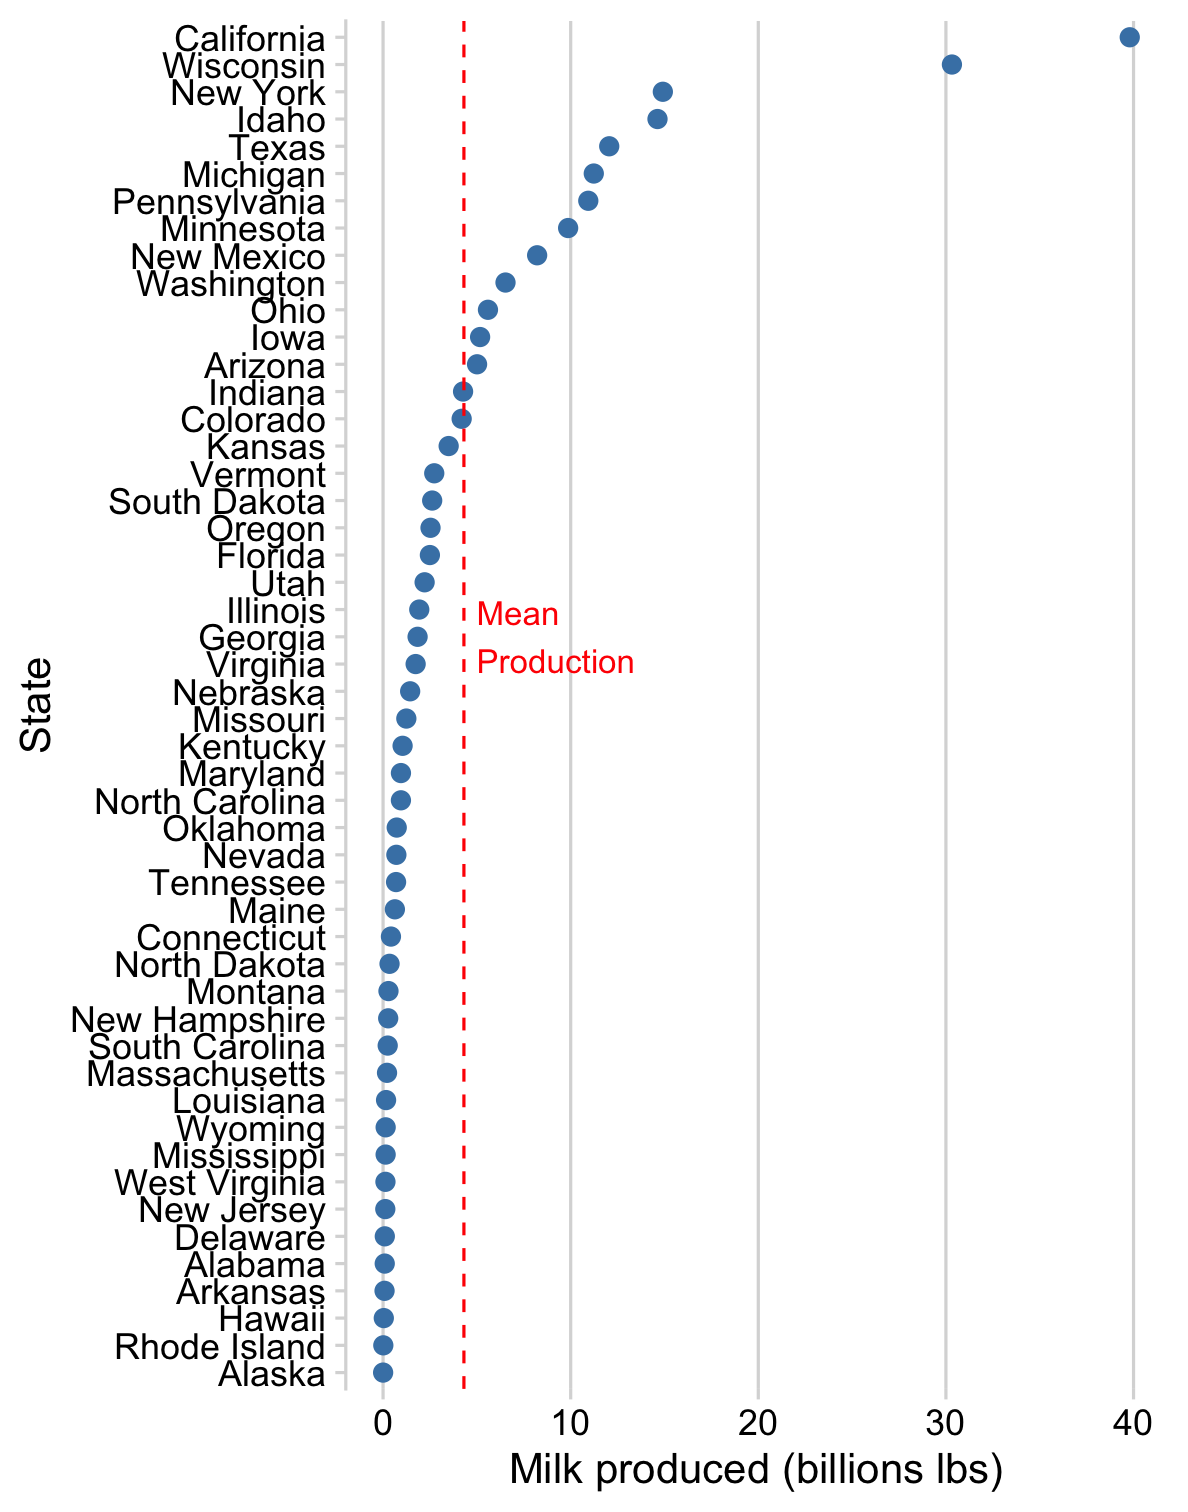 California
Wisconsin
New York
Idaho
Texas
Michigan
Pennsylvania
Minnesota
New Mexico
Washington
Ohio
Iowa
Arizona
Indiana
Colorado
Kansas
Vermont
South Dakota
Oregon
Florida
Utah
Illinois
Georgia
Virginia
Nebraska
Missouri
Kentucky
Maryland
North Carolina
Oklahoma
Nevada
Tennessee
Maine
Connecticut
North Dakota
Montana
New Hampshire
South Carolina
Massachusetts
Louisiana
Wyoming
Mississippi
West Virginia
New Jersey
Delaware
Alabama
Arkansas
Hawaii
Rhode Island
Alaska
State
Mean
Production
0 10 20 30 40
Milk produced (billions lbs)